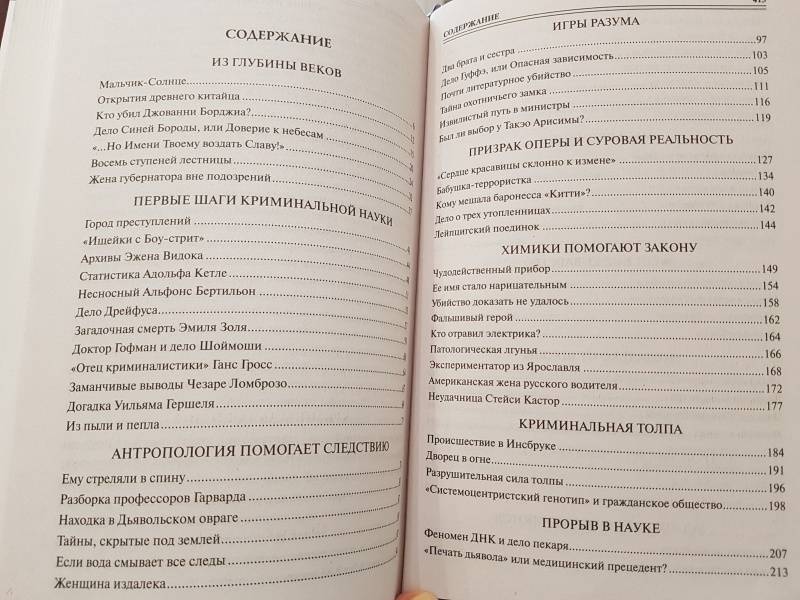 СОДЕРЖАНИЕ
ИЗ ГЛУБИНЫ ВЕКОВ
Мальчик-Солнце
Открытия древнего китайца
Кто убил Джованни Борджиа?
Дело Синей Бороды, или Доверие к небесам
«...Но Имени Твоему воздать Славу!»
Восемь ступеней лестницы
Жена губернатора вне подозрений
ПЕРВЫЕ ШАГИ КРИМИНАЛЬНОЙ НАУКИ
Город преступлений
«Ищейки с Боу-стрит»
Архивы Эжена Видока
Статистика Адольфа Кетле
Несносный Альфонс Бертильон
Дело Дрейфуса
Загадочная смерть Эмиля Золя
Доктор Гофман и дело Шоймоши
«Отец криминалистики» Ганс Гросс
Заманчивые выводы Чезаре Ломброзо
Догадка Уильяма Гершеля
Из пыли и пепла
АНТРОПОЛОГИЯ ПОМОГАЕТ СЛЕДСТВИЮ
Ему стреляли в спину
Разборка профессоров Гарварда
Находка в Дьявольском овраге
Тайны, скрытые под землей
Если вода смывает все следы
Женщина издалека
СОДЕРЖАНИЕ
ИГРЫ РАЗУМА
Два брата и сестра 97
Дело Гуффэ, или Опасная зависимость 103
Почти литературное убийство 105
Тайна охотничьего замка 111
Извилистый путь в министры 116
Был ли выбор у Такэо Арисимы? 119
ПРИЗРАК ОПЕРЫ И СУРОВАЯ РЕАЛЬНОСТЬ
«Сердце красавицы склонно к измене» 127
Бабушка-террористка 134
Кому мешала баронесса «Китти»? 140
Дело о трех утопленницах 142
Лейпцигский поединок 144
ХИМИКИ ПОМОГАЮТ ЗАКОНУ
Чудодейственный прибор 149
Ее имя стало нарицательным 154
Убийство доказать не удалось 158
Фальшивый герой 162
Кто отравил электрика? 164
Патологическая лгунья 166
Экспериментатор из Ярославля 168
Американская жена русского водителя 172
Неудачница Стейси Кастор 177
КРИМИНАЛЬНАЯ ТОЛПА
Происшествие в Инсбруке 184
Дворец в огне 191
Разрушительная сила толпы 196
«Системоцентристский генотип» и гражданское общество 198
ПРОРЫВ В НАУКЕ
Феномен ДНК и дело пекаря 207
«Печать дьявола» или медицинский прецедент? 213